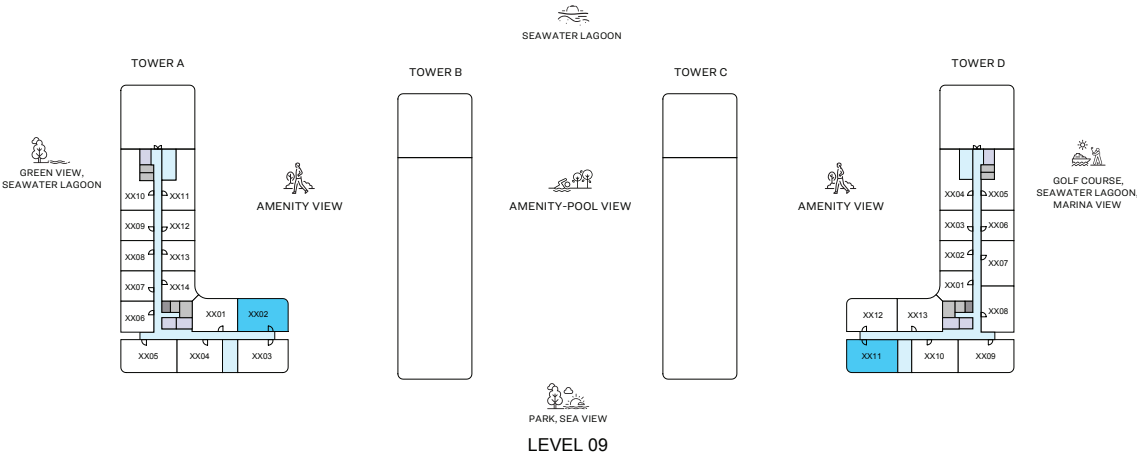 SEAWATER LAGOON
TOWER A
TOWER B
TOWER C
TOWER D
GREEN VIEW,
SEAWATER LAGOON
AMENITY VIEW
AMENITY-POOL VIEW
AMENITY VIEW
GOLF COURSE,
SEAWATER LAGOON,
MARINA VIEW
XX10
XX11
XX09
XX12
XX08
XX13
XX07
XX14
XX06
XX01
XX02
XX05
XX04
XX03
XX04
XX05
XX03
XX06
XX02
XX07
XX01
XX08
XX12
XX13
XX11
XX10
XX09
PARK, SEA VIEW
LEVEL 09